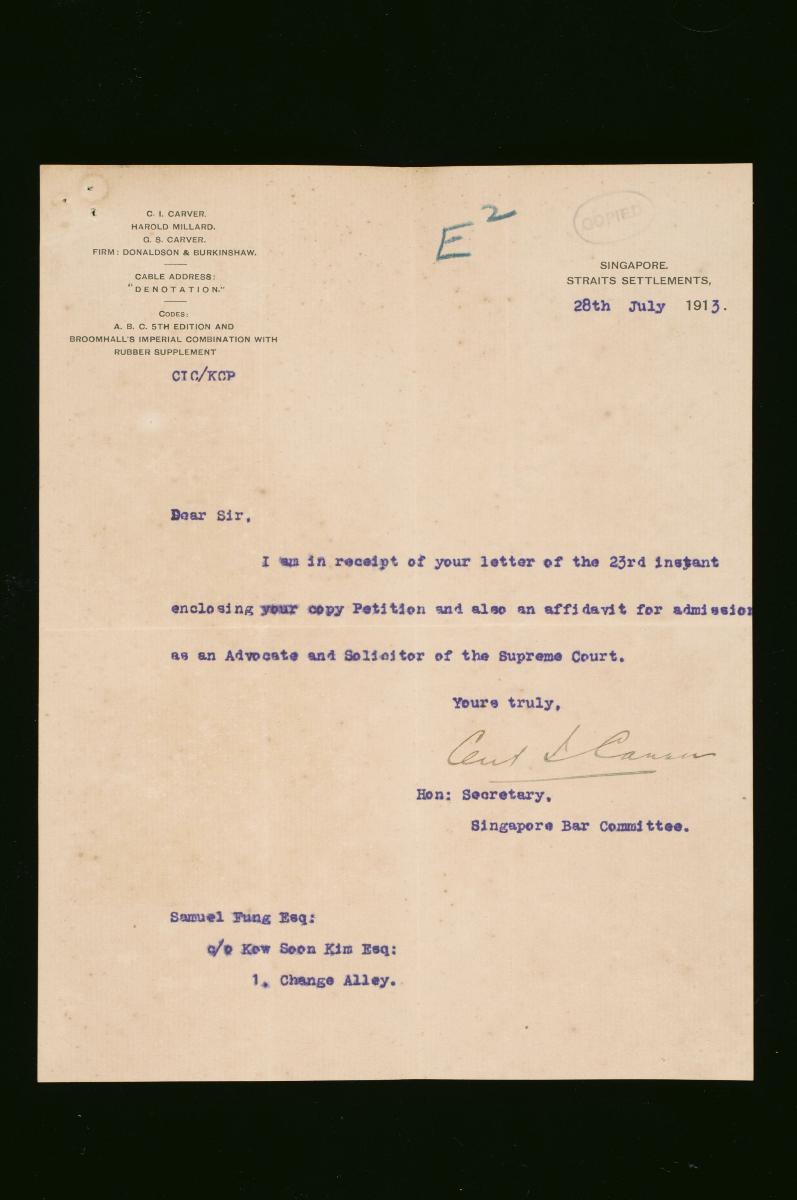 C. I. CARVER.
HAROLD MILLARD.
G. S. CARVER.
FIRM: DONALDSON & BURKINSHAW.
CABLE ADDRESS:
"DENOTATION."
CODES:
A. B. C. 5TH EDITION AND
BROOMHALL'S IMPERIAL COMBINATION WITH
RUBBER SUPPLEMENT
CIC/KCP
E2
COPIED
SINGAPORE.
STRAITS SETTLEMENTS,
28th July 1913.
Dear Sir,
I am in receipt of your letter of the 23rd instant
enclosing your copy Petition and also an affidavit for admission
as an Advocate and Solicitor of the Supreme Court.
Yours truly,
I Carver
Hon: Secretary,
Singapore Bar Committee.
Samuel Fung Esq:
c/o Kow Soon Kim Esq:
1, Change Alley.